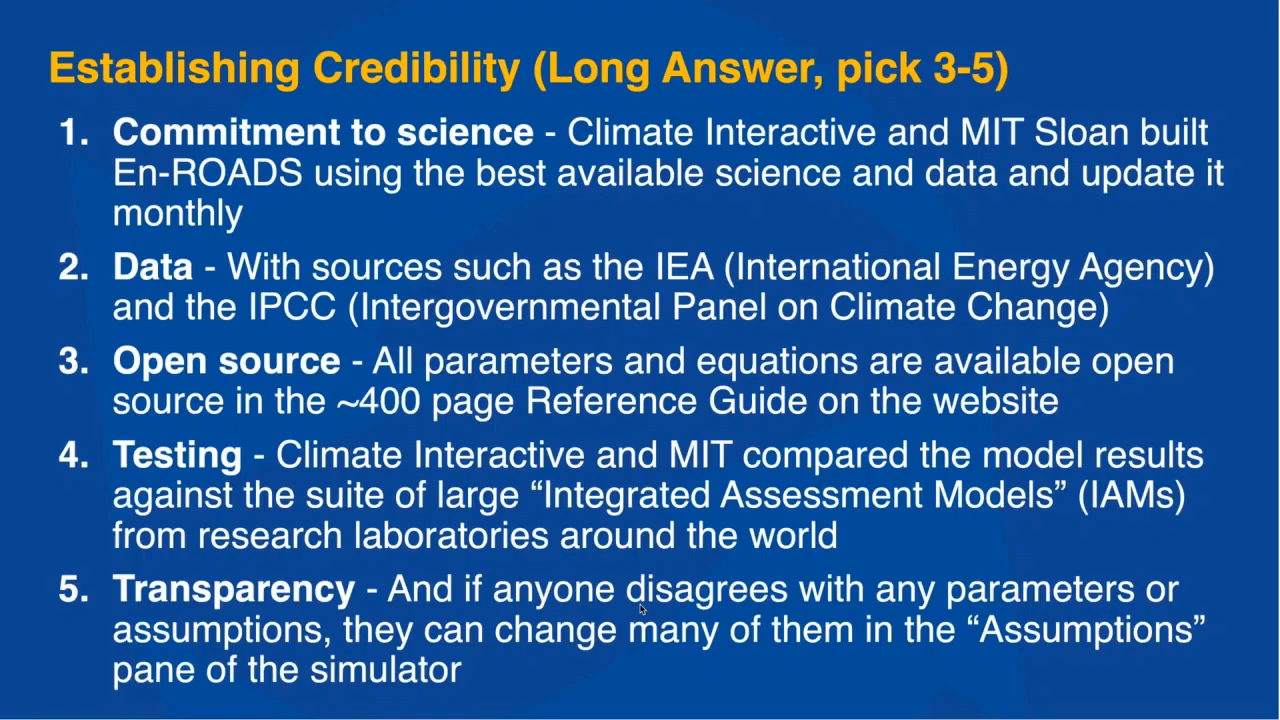 Establishing Credibility (Long Answer, pick 3-5)
1. Commitment to science - Climate Interactive and MIT Sloan built
En-ROADS using the best available science and data and update it
monthly
2. Data - With sources such as the IEA (International Energy Agency)
and the IPCC (Intergovernmental Panel on Climate Change)
3. Open source - All parameters and equations are available open
source in the ~400 page Reference Guide on the website
4. Testing - Climate Interactive and MIT compared the model results
against the suite of large “Integrated Assessment Models” (IAMs)
from research laboratories around the world
5. Transparency - And if anyone disagrees with any parameters or
assumptions, they can change many of them in the “Assumptions”
pane of the simulator